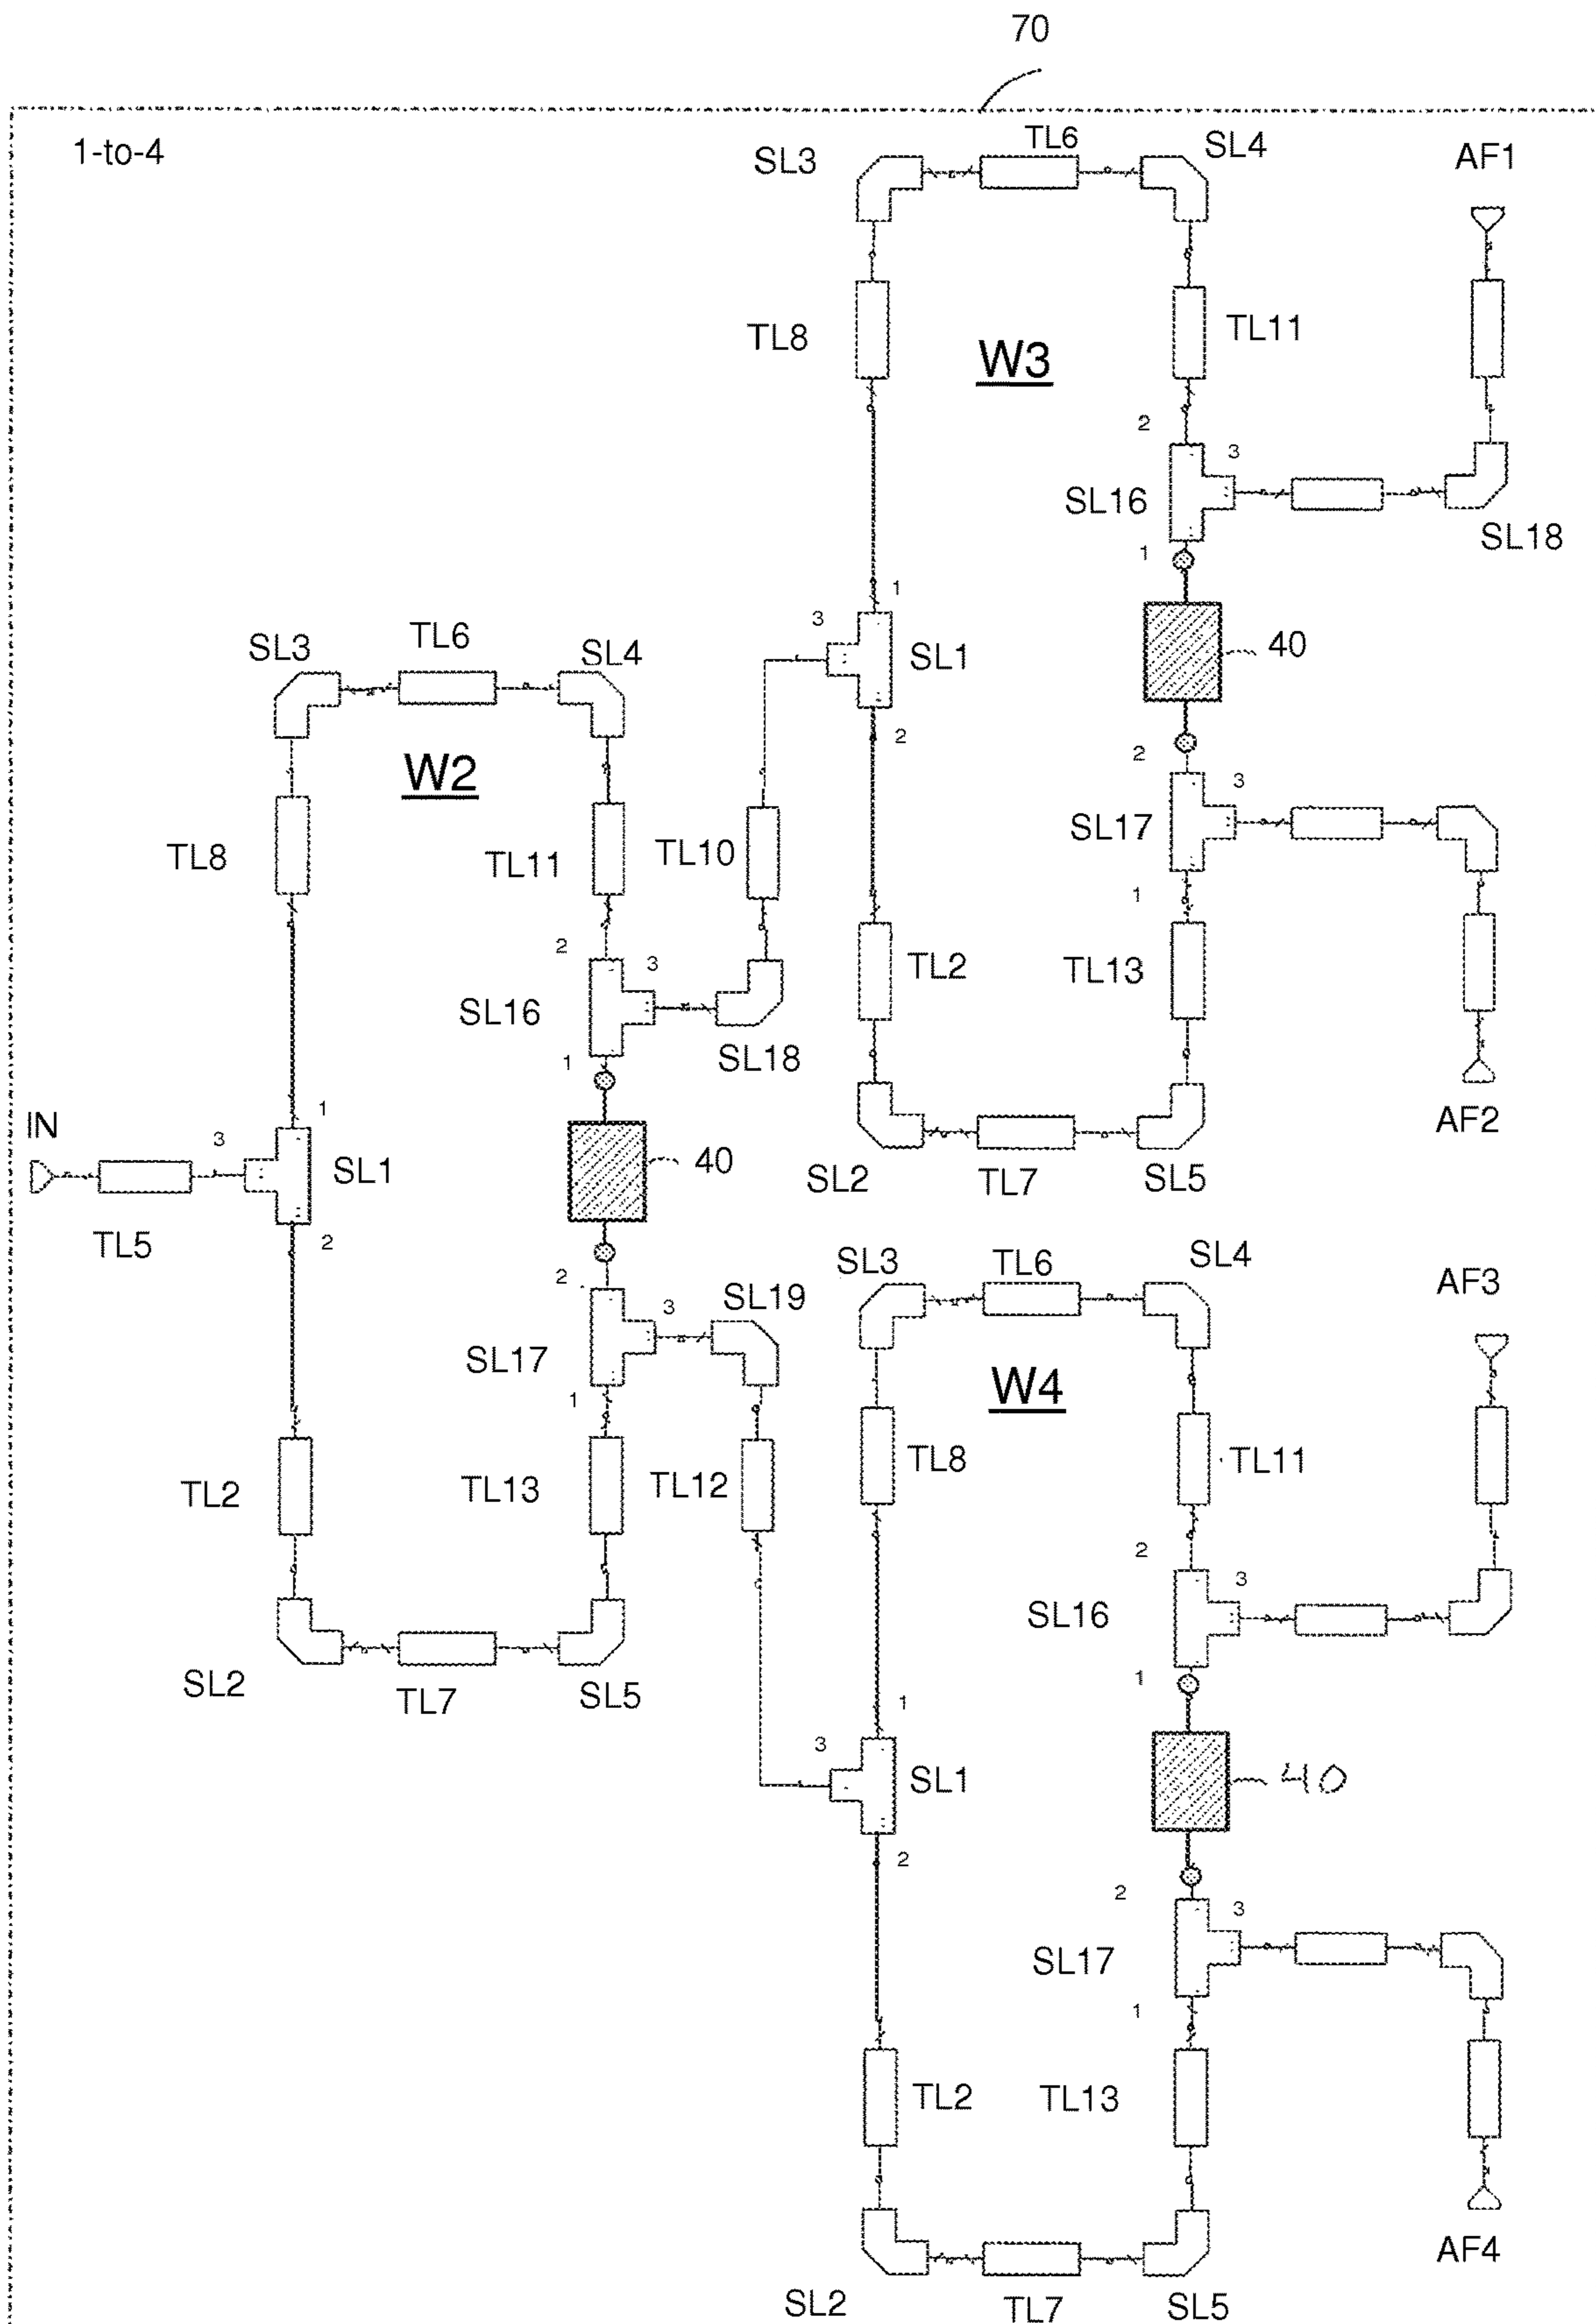 70
1-to-4
SL3 TL6 SL4 AF1
TL8 W3 TL11
2 3
SL16 SL18
1
3 1 SL1 40
SL3 TL6 SL4
2
W2
2 3
TL8 TL11 TL10 SL17
1
2 3 TL2 TL13
SL16 SL18
1
IN 3 1 SL1 40 AF2
TL5 SL2 TL7 SL5
2
2 3 SL19 SL3 TL6 SL4 AF3
SL17 W4
1
TL2 TL13 TL12 TL8 TL11
2 3
SL16
SL2 TL7 SL5 1
1
3 SL1 40
2
2 3
SL17
1
TL2 TL13
AF4
SL2 TL7 SL5